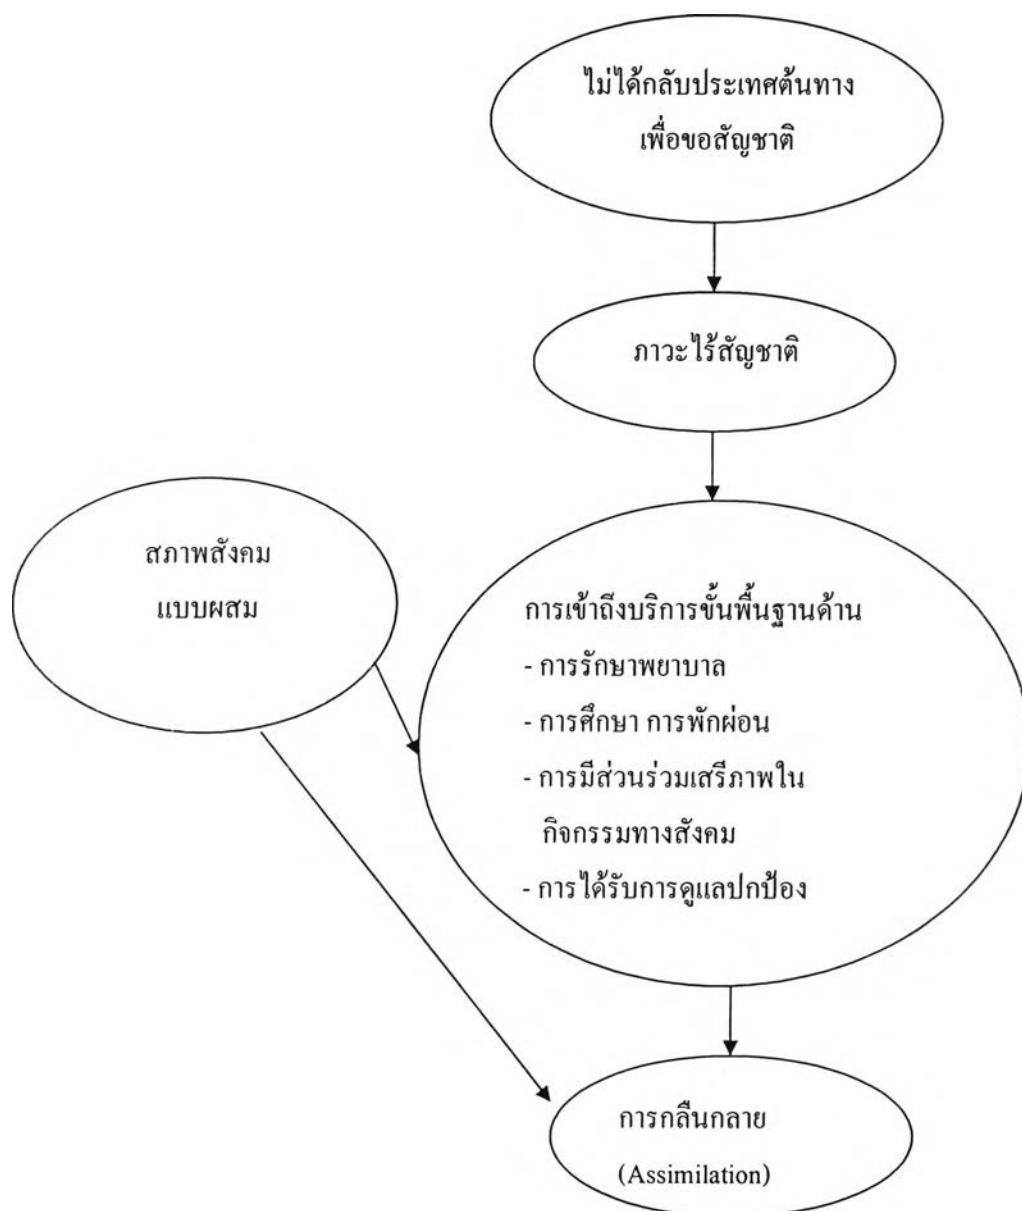 ไม่ได้กลับประเทศต้นทาง
เพื่อขอสัญชาติ
ภาวะไร้สัญชาติ
สภาพสังคม
แบบผสม
การเข้าถึงบริการขั้นพื้นฐานด้าน
- การรักษาพยาบาล
- การศึกษา การพักผ่อน
- การมีส่วนร่วมเสรีภาพใน
กิจกรรมทางสังคม
- การได้รับการดูแลปกป้อง
การกลืนกลาย
(Assimilation)